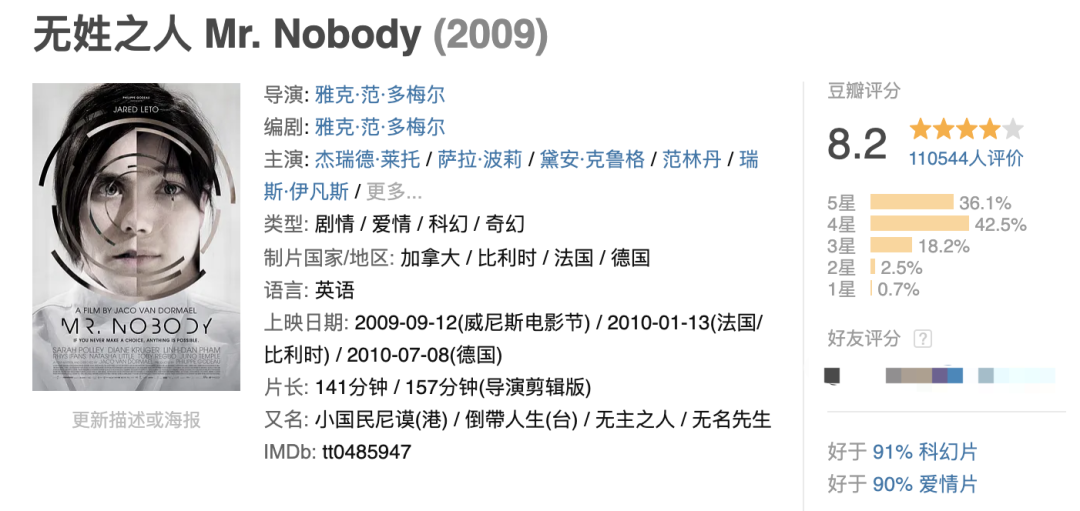 无姓之人 Mr. Nobody (2009)
JARED LETO
A FILM BY JACO VAN DORMAEL
MR. NOBODY
IF YOU NEVER MAKE A CHOICE, ANYTHING IS POSSIBLE.
SARAH POLLEY DIANE KRUGER LINH-DAN PHAM
更新描述或海报
导演: 雅克·范·多梅尔
编剧: 雅克·范·多梅尔
主演: 杰瑞德·莱托 / 萨拉·波莉 / 黛安·克鲁格 / 范林丹 / 瑞
斯·伊凡斯 / 更多...
类型: 剧情 / 爱情 / 科幻 / 奇幻
制片国家/地区: 加拿大 / 比利时 / 法国 / 德国
语言: 英语
上映日期: 2009-09-12(威尼斯电影节) / 2010-01-13(法国/
比利时) / 2010-07-08(德国)
片长: 141分钟 / 157分钟(导演剪辑版)
又名: 小国民尼谟(港) / 倒帶人生(台) / 无主之人 / 无名先生
IMDb: tt0485947
豆瓣评分
8.2
110544人评价
5星 36.1%
4星 42.5%
3星 18.2%
2星 2.5%
1星 0.7%
好友评分 ?
好于 91% 科幻片
好于 90% 爱情片